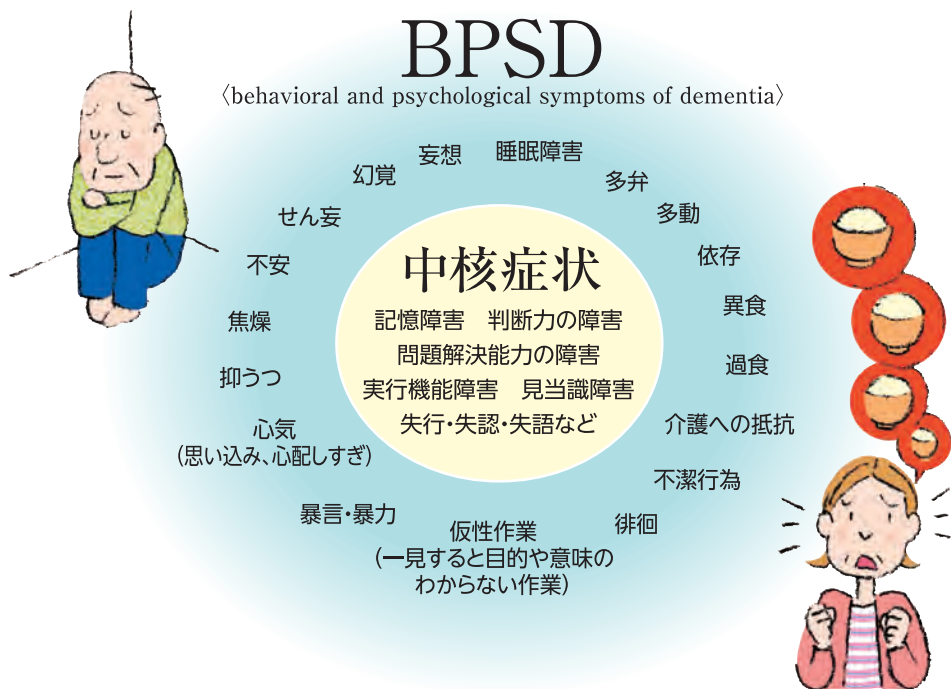 BPSD
〈behavioral and psychological symptoms of dementia〉
妄想
睡眠障害
幻覚
多弁
せん妄
多動
不安
依存
焦燥
異食
抑うつ
過食
心気
(思い込み、心配しすぎ)
介護への抵抗
不潔行為
暴言・暴力
徘徊
仮性作業
(一見すると目的や意味の
わからない作業)
中核症状
記憶障害 判断力の障害
問題解決能力の障害
実行機能障害 見当識障害
失行・失認・失語など